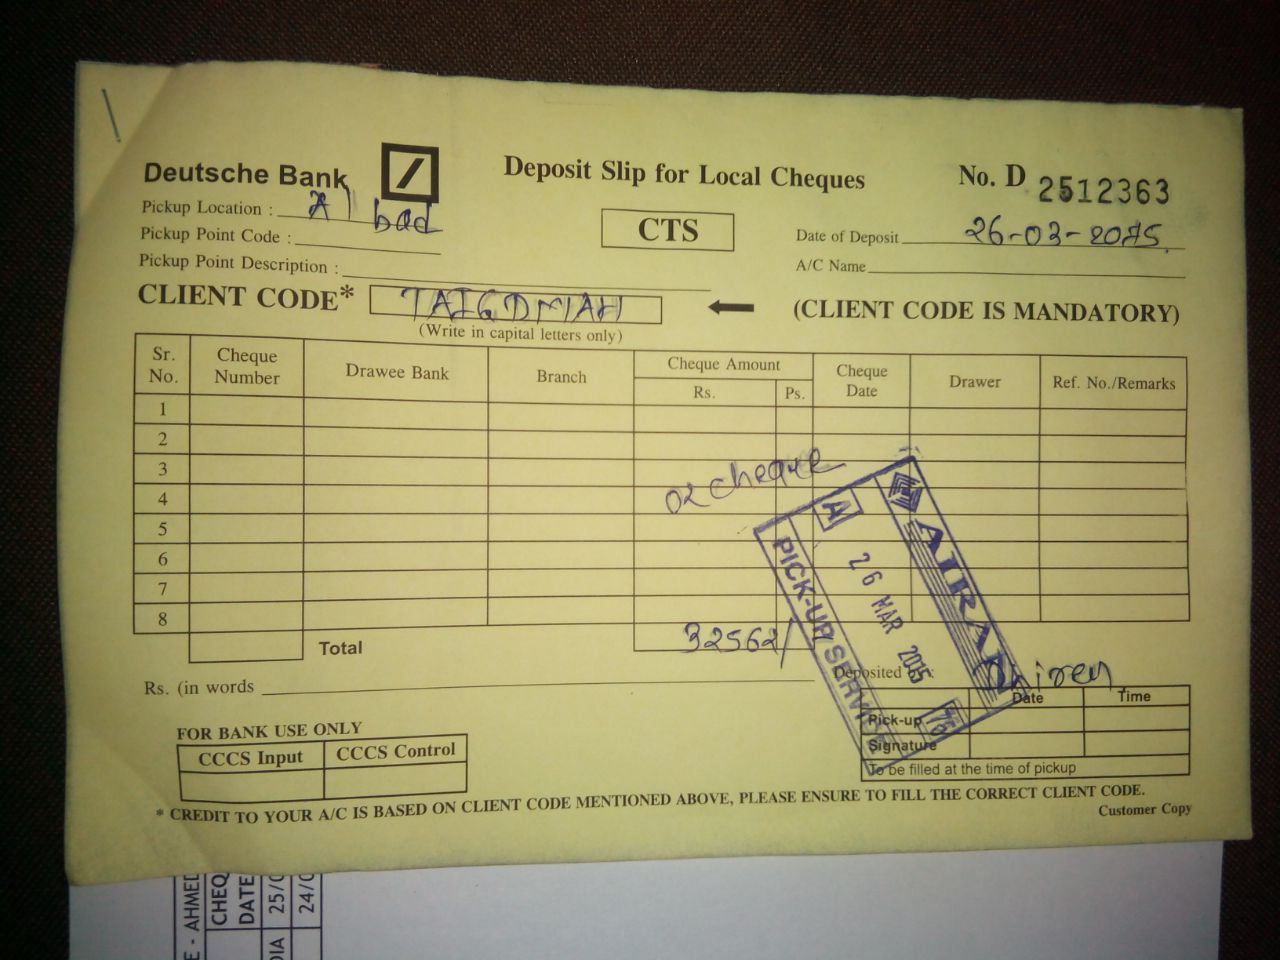 Deutsche Bank
Deposit Slip for Local Cheques
No. D 2512363
Pickup Location : A'bad
Pickup Point Code :
Pickup Point Description :
CTS
Date of Deposit 26-03-2015
A/C Name
CLIENT CODE* TAIGDMAH
(CLIENT CODE IS MANDATORY)
(Write in capital letters only)
Sr. No. Cheque Number Drawee Bank Branch Cheque Amount Rs. Ps. Cheque Date Drawer Ref. No./Remarks
1
2
3
4
5
6
7
8
02 cheque
AIRAN
A
26 MAR 2015
PICK-UP SERVICE
Total 32562/
Rs. (in words
Deposited
FOR BANK USE ONLY
CCCS Input CCCS Control
Date Time
Pick-up
Signature
To be filled at the time of pickup
* CREDIT TO YOUR A/C IS BASED ON CLIENT CODE MENTIONED ABOVE, PLEASE ENSURE TO FILL THE CORRECT CLIENT CODE.
Customer Copy
E - AHMED
CHEQ
DATE
DIA 25/0
24/0